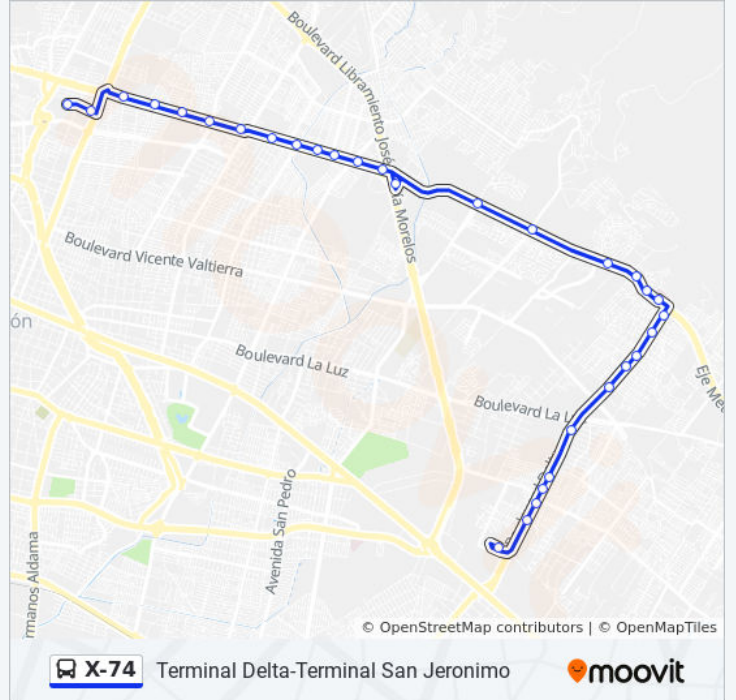 Boulevard Libramiento José
ía Morelos
Boulevard Vicente Valtierra
ón
Boulevard La Luz
Boulevard La L
Eje Me
Avenida San Pedro
rmanos Aldama
© OpenStreetMap contributors | © OpenMapTiles
X-74 Terminal Delta-Terminal San Jeronimo
moovit